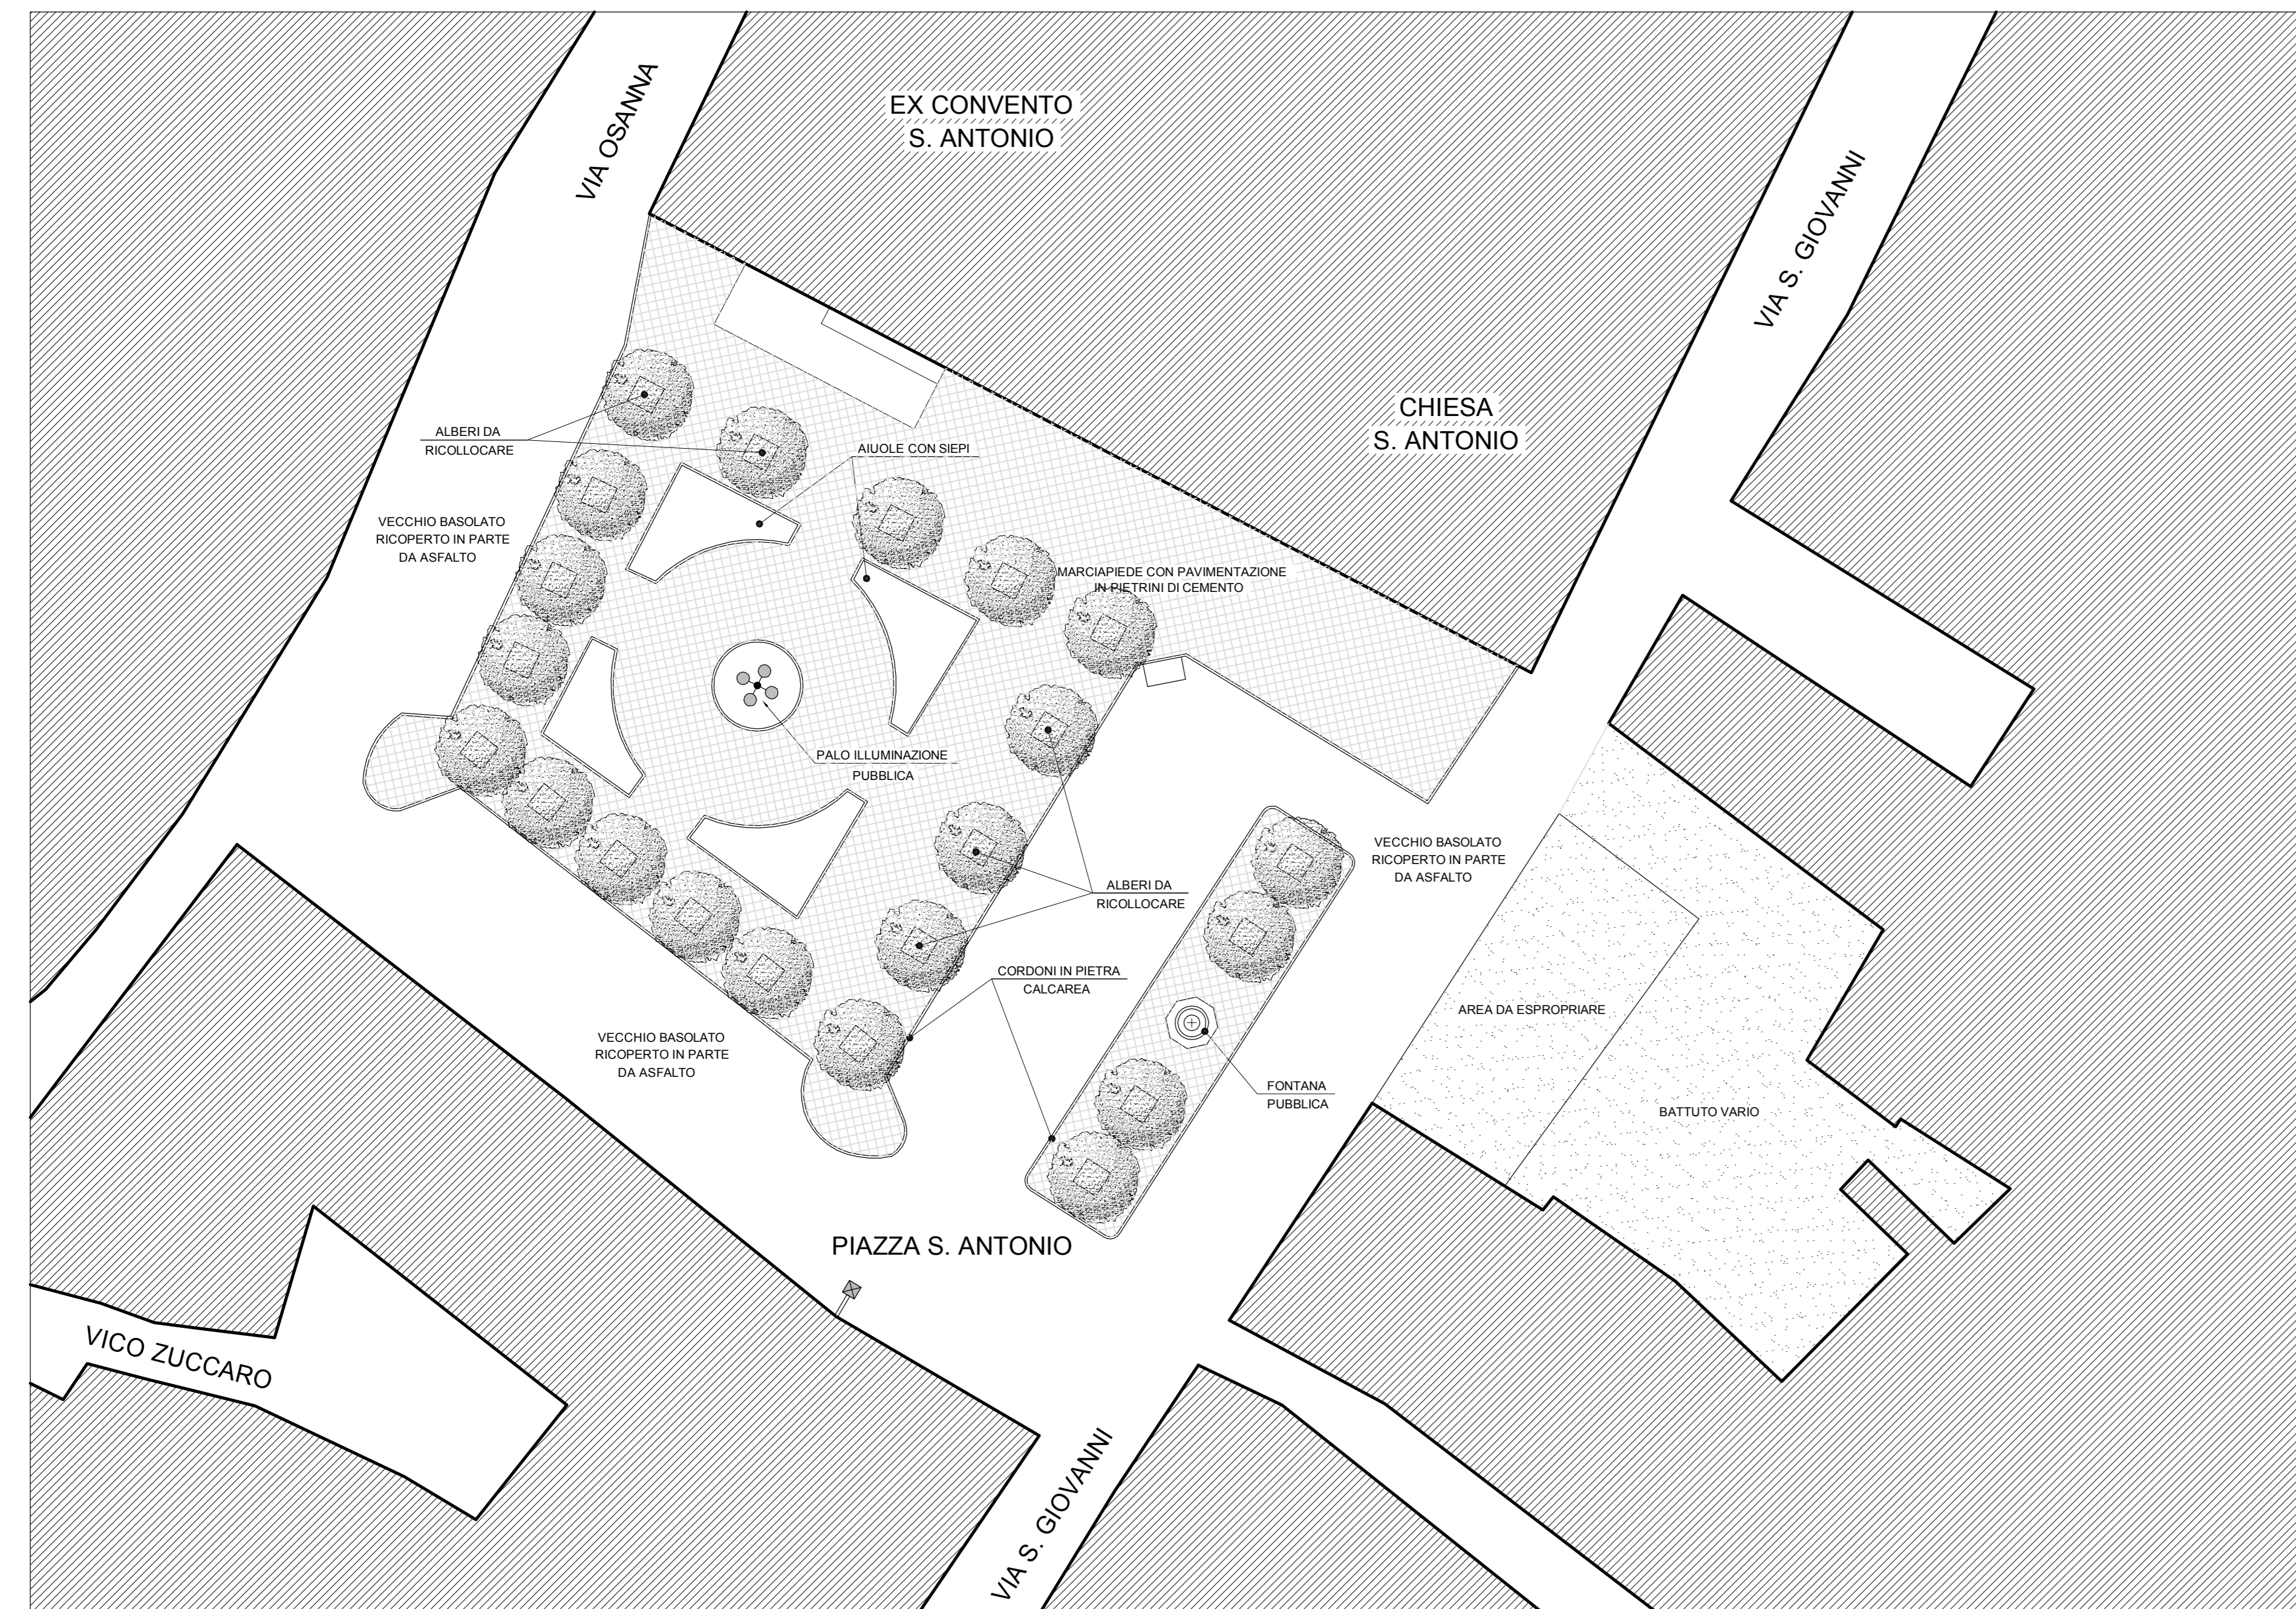 VIA OSANNA
EX CONVENTO
S. ANTONIO
VIA S. GIOVANNI
CHIESA
S. ANTONIO
ALBERI DA
RICOLLOCARE
AIUOLE CON SIEPI
VECCHIO BASOLATO
RICOPERTO IN PARTE
DA ASFALTO
MARCIAPIEDE CON PAVIMENTAZIONE
IN PIETRINI DI CEMENTO
PALO ILLUMINAZIONE
PUBBLICA
VECCHIO BASOLATO
RICOPERTO IN PARTE
DA ASFALTO
ALBERI DA
RICOLLOCARE
CORDONI IN PIETRA
CALCAREA
AREA DA ESPROPRIARE
VECCHIO BASOLATO
RICOPERTO IN PARTE
DA ASFALTO
FONTANA
PUBBLICA
BATTUTO VARIO
PIAZZA S. ANTONIO
VICO ZUCCARO
VIA S. GIOVANNI